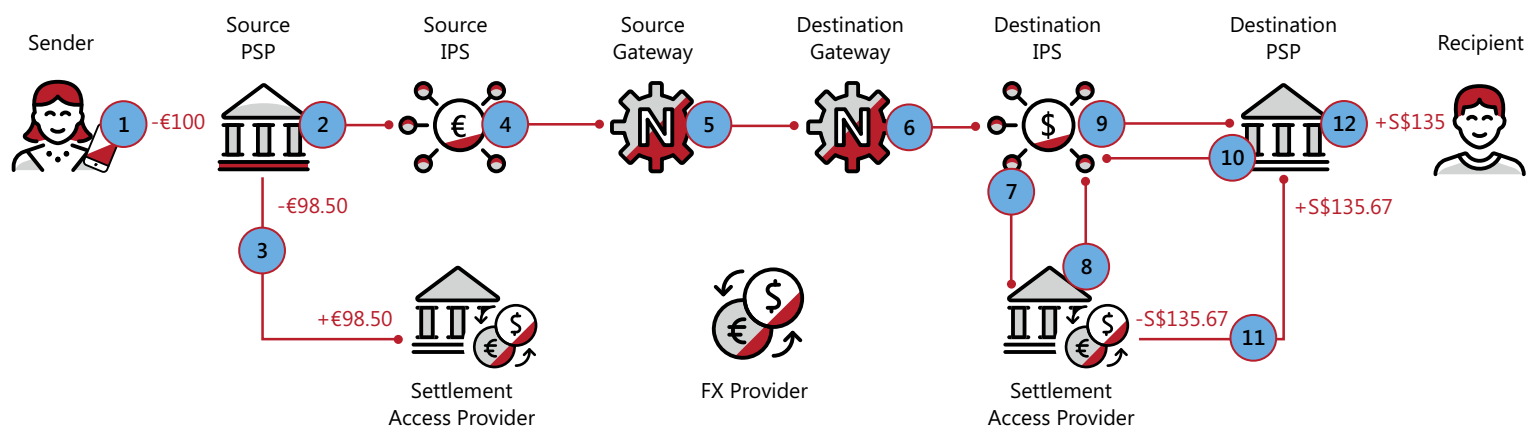 Sender
Source
PSP
Source
IPS
Source
Gateway
Destination
Gateway
Destination
IPS
Destination
PSP
Recipient
1
-€100
2
€
4
N
5
N
6
$
9
12
+S$135
10
7
-€98.50
+S$135.67
3
8
+€98.50
$
€
$
€
-S$135.67
$
€
11
Settlement
Access Provider
FX Provider
Settlement
Access Provider